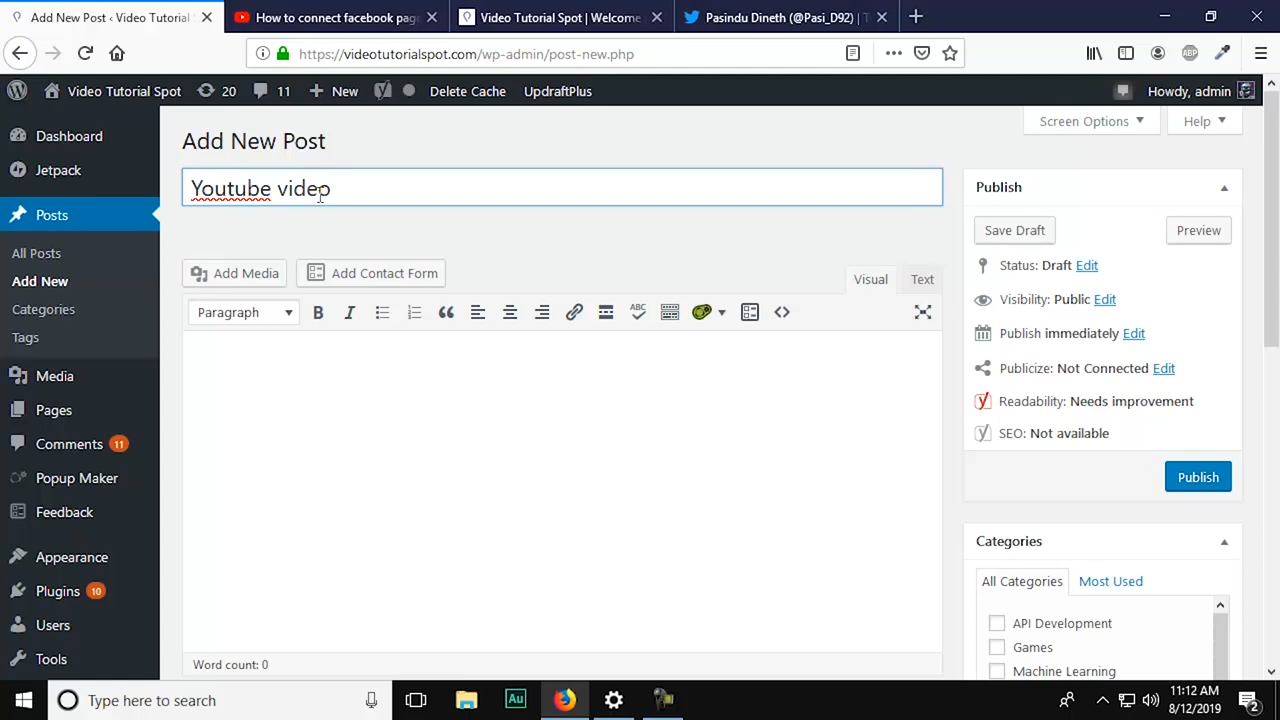 Add New Post ‹ Video Tutorial
How to connect facebook pag
Video Tutorial Spot | Welcome
Pasindu Dineth (@Pasi_D92) | T
https://videotutorialspot.com/wp-admin/post-new.php
ABP
Video Tutorial Spot
20
11
New
Delete Cache
UpdraftPlus
Howdy, admin
Screen Options
Help
Dashboard
Jetpack
Posts
All Posts
Add New
Categories
Tags
Media
Pages
Comments 11
Popup Maker
Feedback
Appearance
Plugins 10
Users
Tools
Add New Post
Youtube video
Add Media
Add Contact Form
Visual
Text
Paragraph
B
I
ABC
Word count: 0
Publish
Save Draft
Preview
Status: Draft Edit
Visibility: Public Edit
Publish immediately Edit
Publicize: Not Connected Edit
Readability: Needs improvement
SEO: Not available
Publish
Categories
All Categories
Most Used
API Development
Games
Machine Learning
Type here to search
Au
11:12 AM
8/12/2019
2